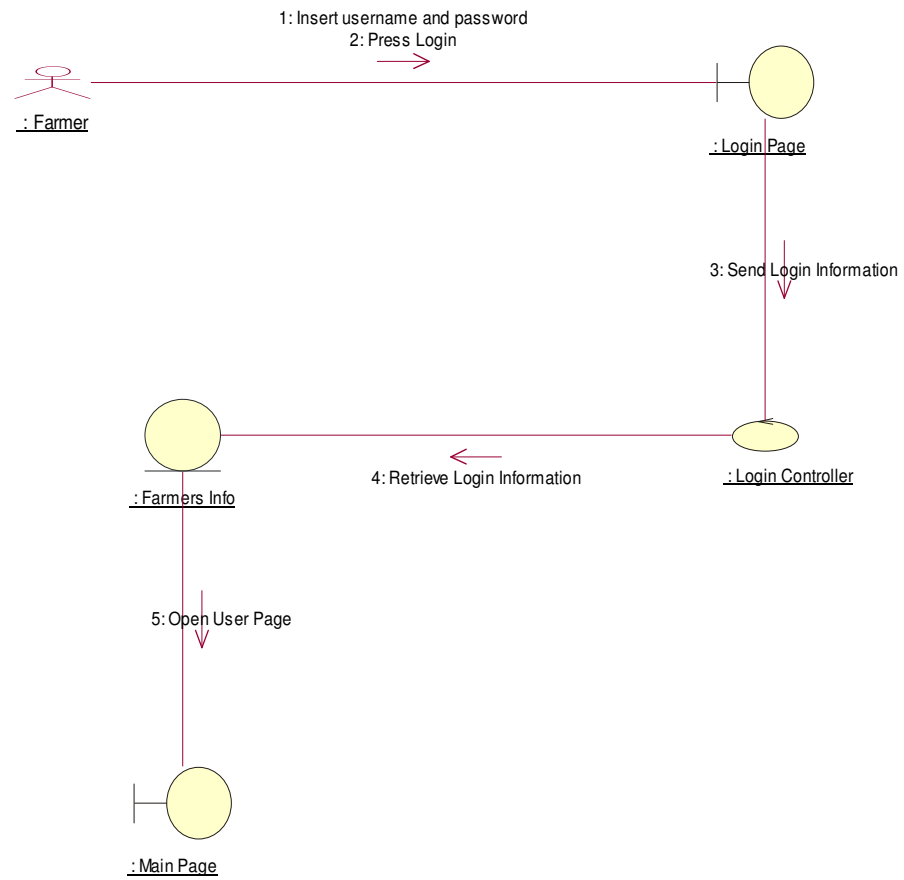 1: Insert username and password
2: Press Login
: Farmer
: Login Page
3: Send Login Information
4: Retrieve Login Information
: Login Controller
: Farmers Info
5: Open User Page
: Main Page